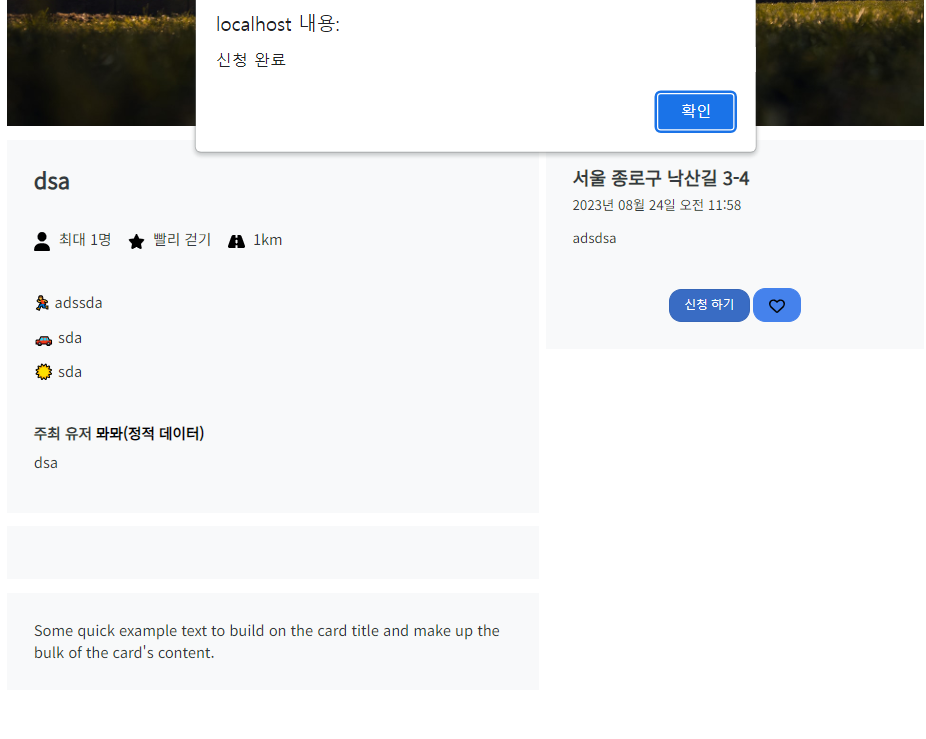 localhost 내용:
신청 완료
확인
dsa
최대 1명 빨리 걷기 1km
adssda
sda
sda
주최 유저 뫄뫄(정적 데이터)
dsa
Some quick example text to build on the card title and make up the
bulk of the card's content.
서울 종로구 낙산길 3-4
2023년 08월 24일 오전 11:58
adsdsa
신청 하기